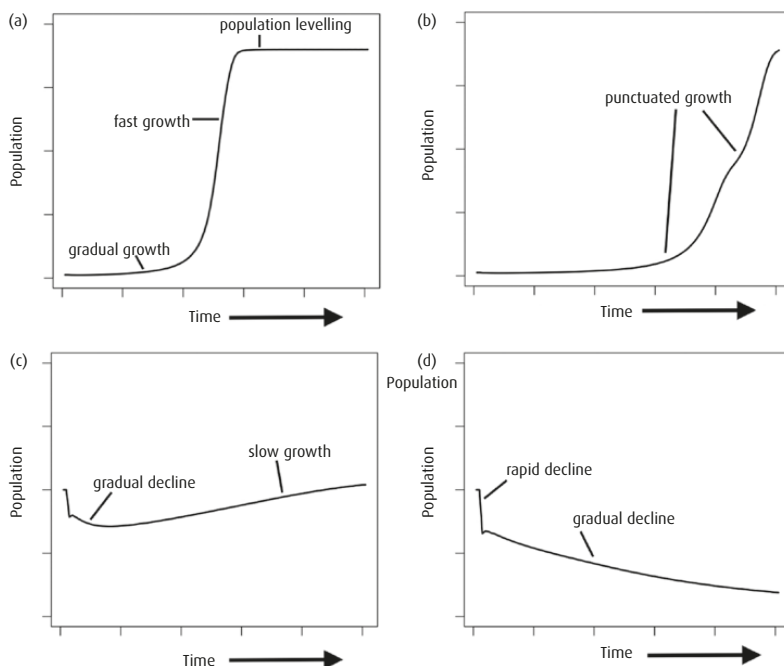 (a)
population levelling
fast growth
gradual growth
Population
Time
(b)
punctuated growth
Population
Time
(c)
gradual decline
slow growth
Population
Time
(d)
Population
rapid decline
gradual decline
Population
Time